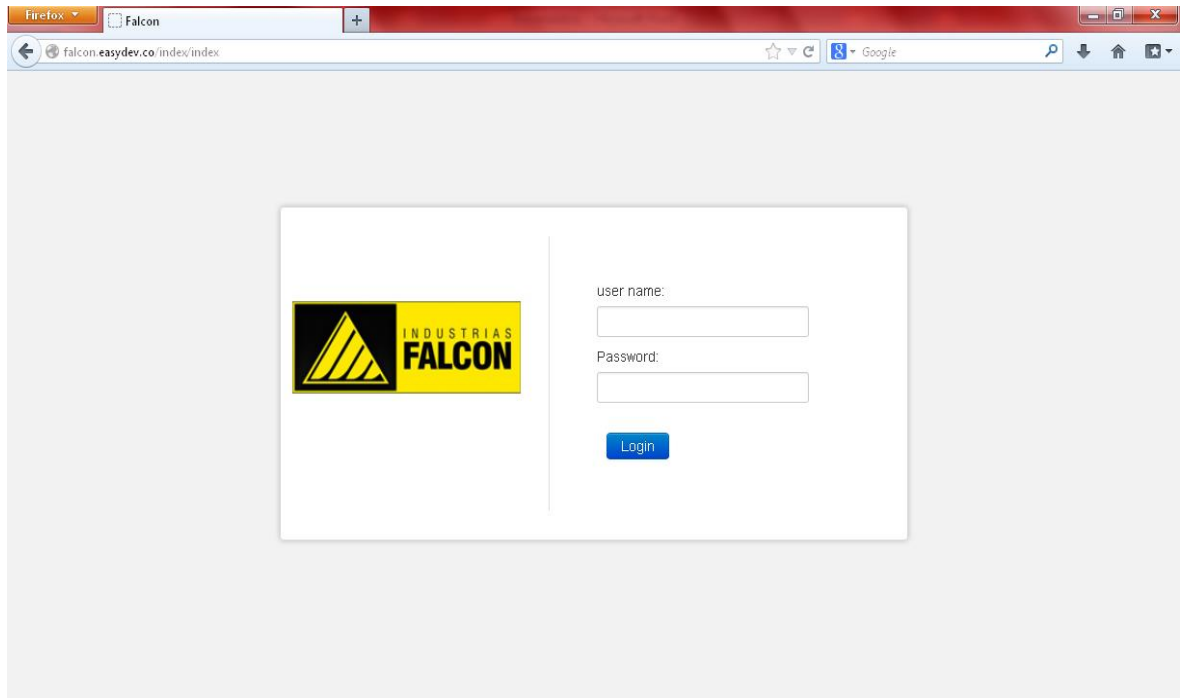 Firefox
Falcon
falcon.easydev.co/index/index
Google
user name:
INDUSTRIAS
FALCON
Password:
Login